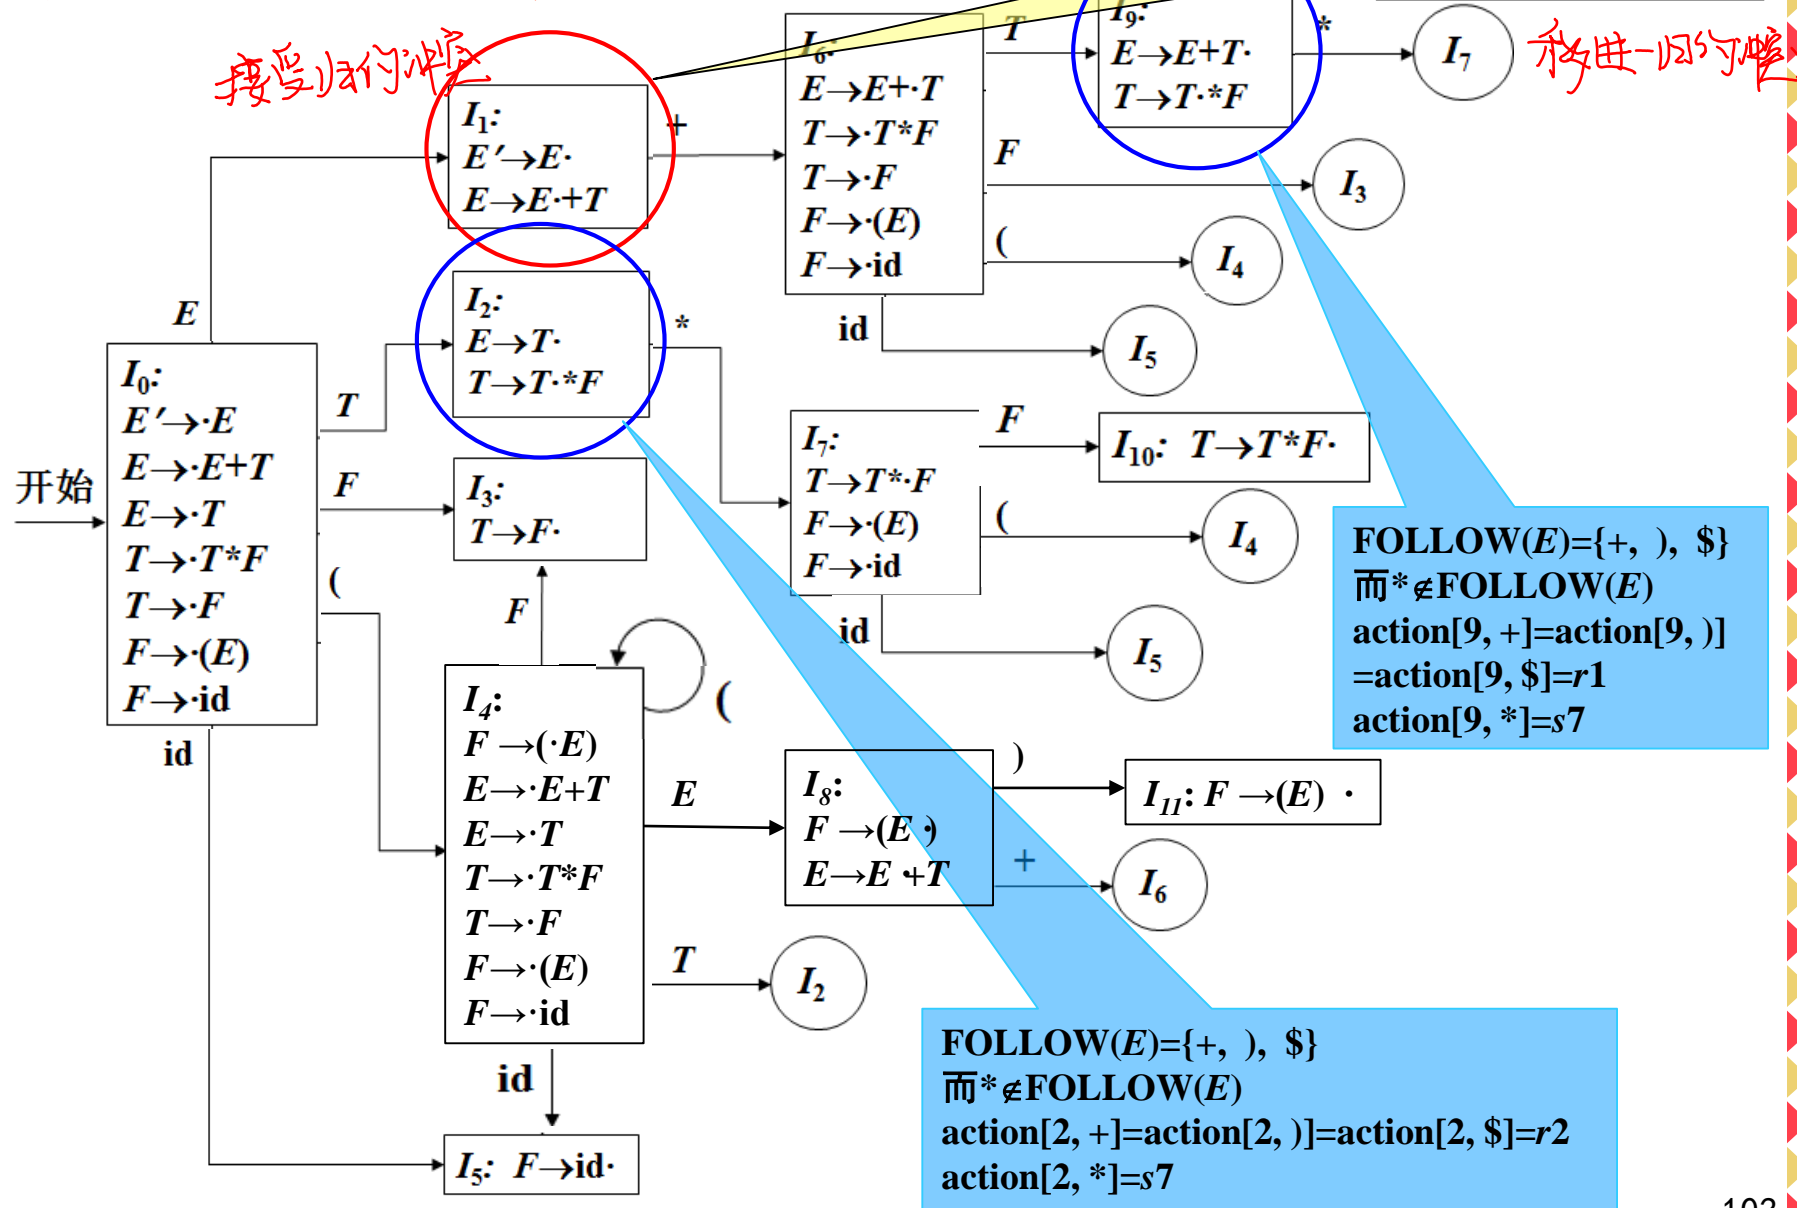 接受归约冲突
I9:
E→E+T·
T→T·*F
*
I7
移进-归约冲突
T
I6:
E→E+·T
T→·T*F
T→·F
F→·(E)
F→·id
F
I3
(
I4
id
I5
I1:
E′→E·
E→E·+T
+
E
I2:
E→T·
T→T·*F
*
I0:
E′→·E
E→·E+T
E→·T
T→·T*F
T→·F
F→·(E)
F→·id
开始
T
F
(
id
I3:
T→F·
F
I7:
T→T*·F
F→·(E)
F→·id
F
I10: T→T*F·
(
I4
id
I5
FOLLOW(E)={+, ), $}
而*∉FOLLOW(E)
action[9, +]=action[9, )]
=action[9, $]=r1
action[9, *]=s7
I4:
F→(·E)
E→·E+T
E→·T
T→·T*F
T→·F
F→·(E)
F→·id
(
E
I8:
F→(E·)
E→E·+T
)
I11: F→(E) ·
+
I6
T
I2
id
I5: F→id·
FOLLOW(E)={+, ), $}
而*∉FOLLOW(E)
action[2, +]=action[2, )]=action[2, $]=r2
action[2, *]=s7